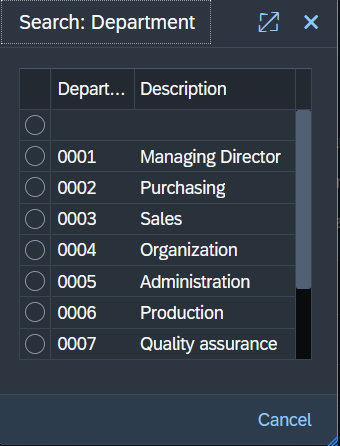 Search: Department
Depart... Description
0001 Managing Director
0002 Purchasing
0003 Sales
0004 Organization
0005 Administration
0006 Production
0007 Quality assurance
Cancel